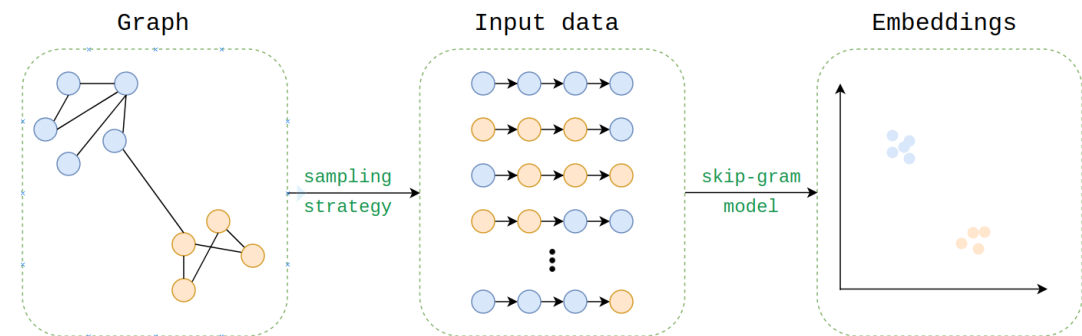 Graph
Input data
Embeddings
sampling
strategy
skip-gram
model